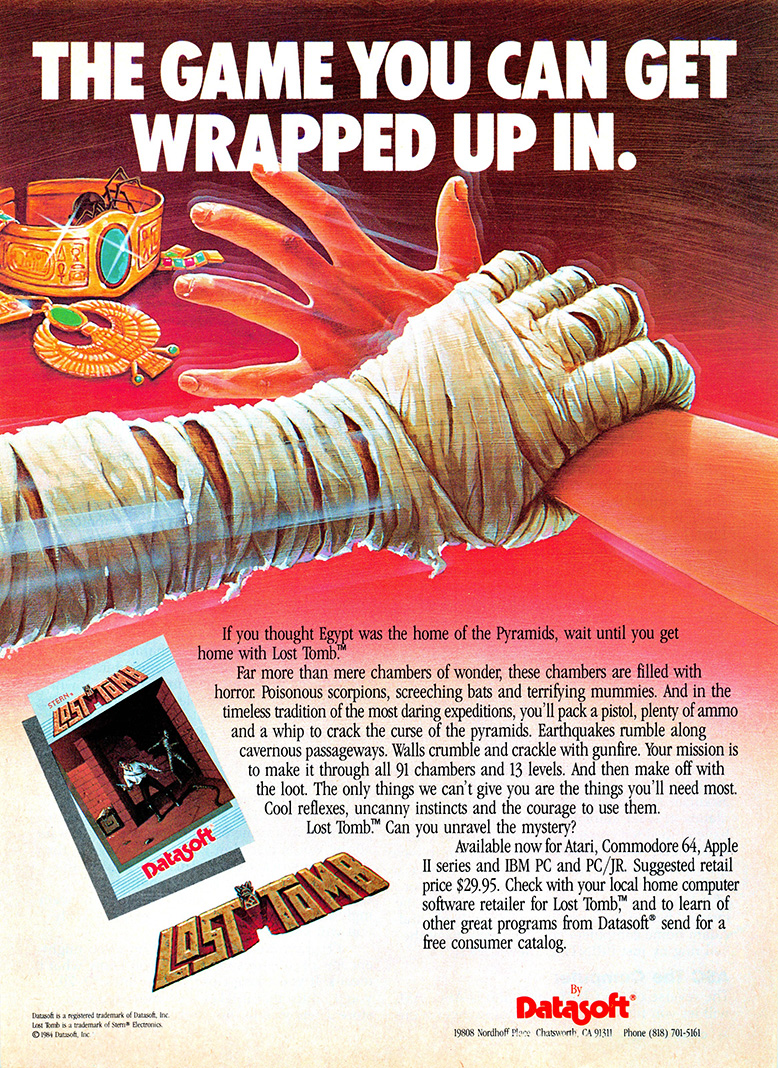 THE GAME YOU CAN GET
WRAPPED UP IN.
If you thought Egypt was the home of the Pyramids, wait until you get
home with Lost Tomb.™
Far more than mere chambers of wonder, these chambers are filled with
horror. Poisonous scorpions, screeching bats and terrifying mummies. And in the
timeless tradition of the most daring expeditions, you'll pack a pistol, plenty of ammo
and a whip to crack the curse of the pyramids. Earthquakes rumble along
cavernous passageways. Walls crumble and crackle with gunfire. Your mission is
to make it through all 91 chambers and 13 levels. And then make off with
the loot. The only things we can't give you are the things you'll need most.
Cool reflexes, uncanny instincts and the courage to use them.
Lost Tomb.™ Can you unravel the mystery?
Available now for Atari, Commodore 64, Apple
II series and IBM PC and PC/JR. Suggested retail
price $29.95. Check with your local home computer
software retailer for Lost Tomb,™ and to learn of
other great programs from Datasoft® send for a
free consumer catalog.
STERN's
LOST TOMB
Datasoft
LOST TOMB
By
Datasoft®
19808 Nordhoff Place Chatsworth, CA 91311 Phone (818) 701-5161
Datasoft is a registered trademark of Datasoft, Inc.
Lost Tomb is a trademark of Stern® Electronics.
© 1984 Datasoft, Inc.